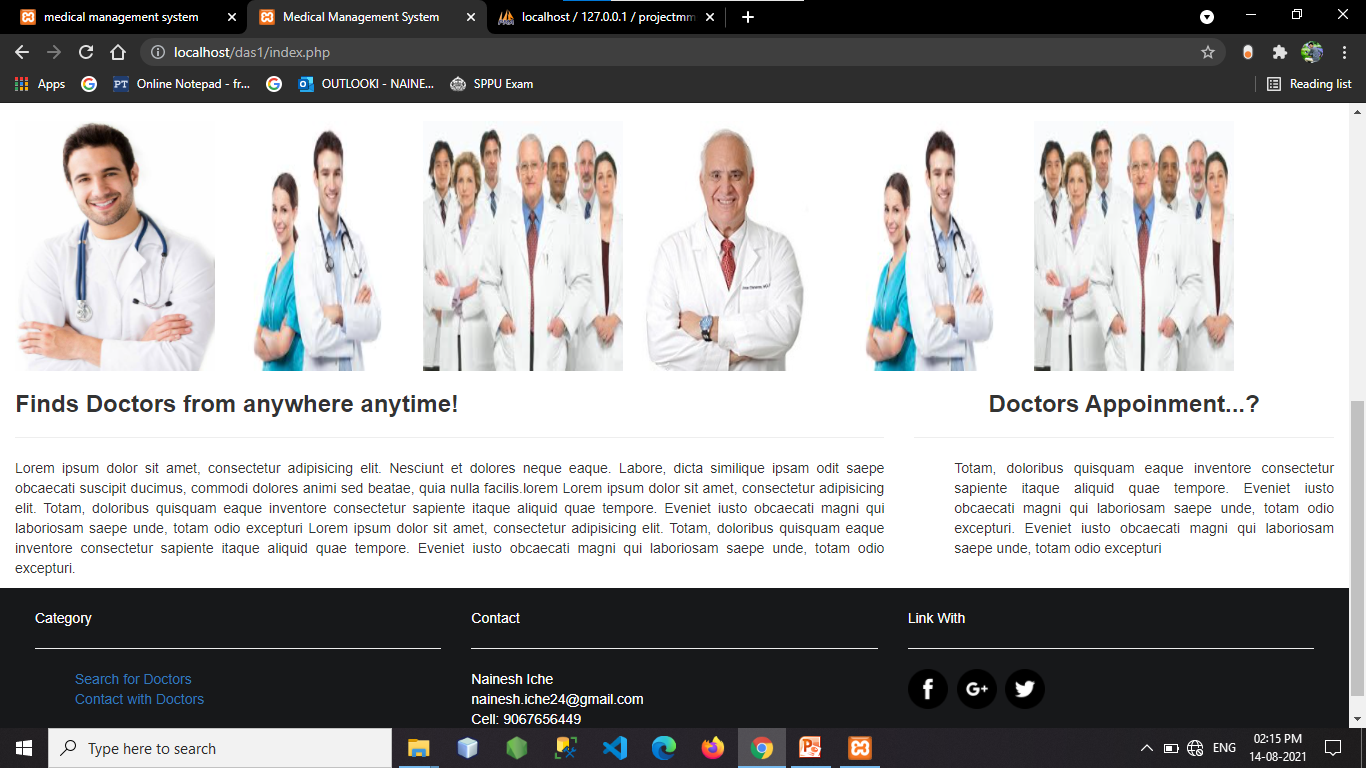 medical management system
Medical Management System
localhost / 127.0.0.1 / projectmm
localhost/das1/index.php
Apps
PT
Online Notepad - fr...
OUTLOOKI - NAINE...
SPPU Exam
Reading list
Finds Doctors from anywhere anytime!
Lorem ipsum dolor sit amet, consectetur adipisicing elit. Nesciunt et dolores neque eaque. Labore, dicta similique ipsam odit saepe
obcaecati suscipit ducimus, commodi dolores animi sed beatae, quia nulla facilis.lorem Lorem ipsum dolor sit amet, consectetur adipisicing
elit. Totam, doloribus quisquam eaque inventore consectetur sapiente itaque aliquid quae tempore. Eveniet iusto obcaecati magni qui
laboriosam saepe unde, totam odio excepturi Lorem ipsum dolor sit amet, consectetur adipisicing elit. Totam, doloribus quisquam eaque
inventore consectetur sapiente itaque aliquid quae tempore. Eveniet iusto obcaecati magni qui laboriosam saepe unde, totam odio
excepturi.
Doctors Appoinment...?
Totam, doloribus quisquam eaque inventore consectetur
sapiente itaque aliquid quae tempore. Eveniet iusto
obcaecati magni qui laboriosam saepe unde, totam odio
excepturi. Eveniet iusto obcaecati magni qui laboriosam
saepe unde, totam odio excepturi
Category
Search for Doctors
Contact with Doctors
Contact
Nainesh Iche
nainesh.iche24@gmail.com
Cell: 9067656449
Link With
Type here to search
ENG
02:15 PM
14-08-2021